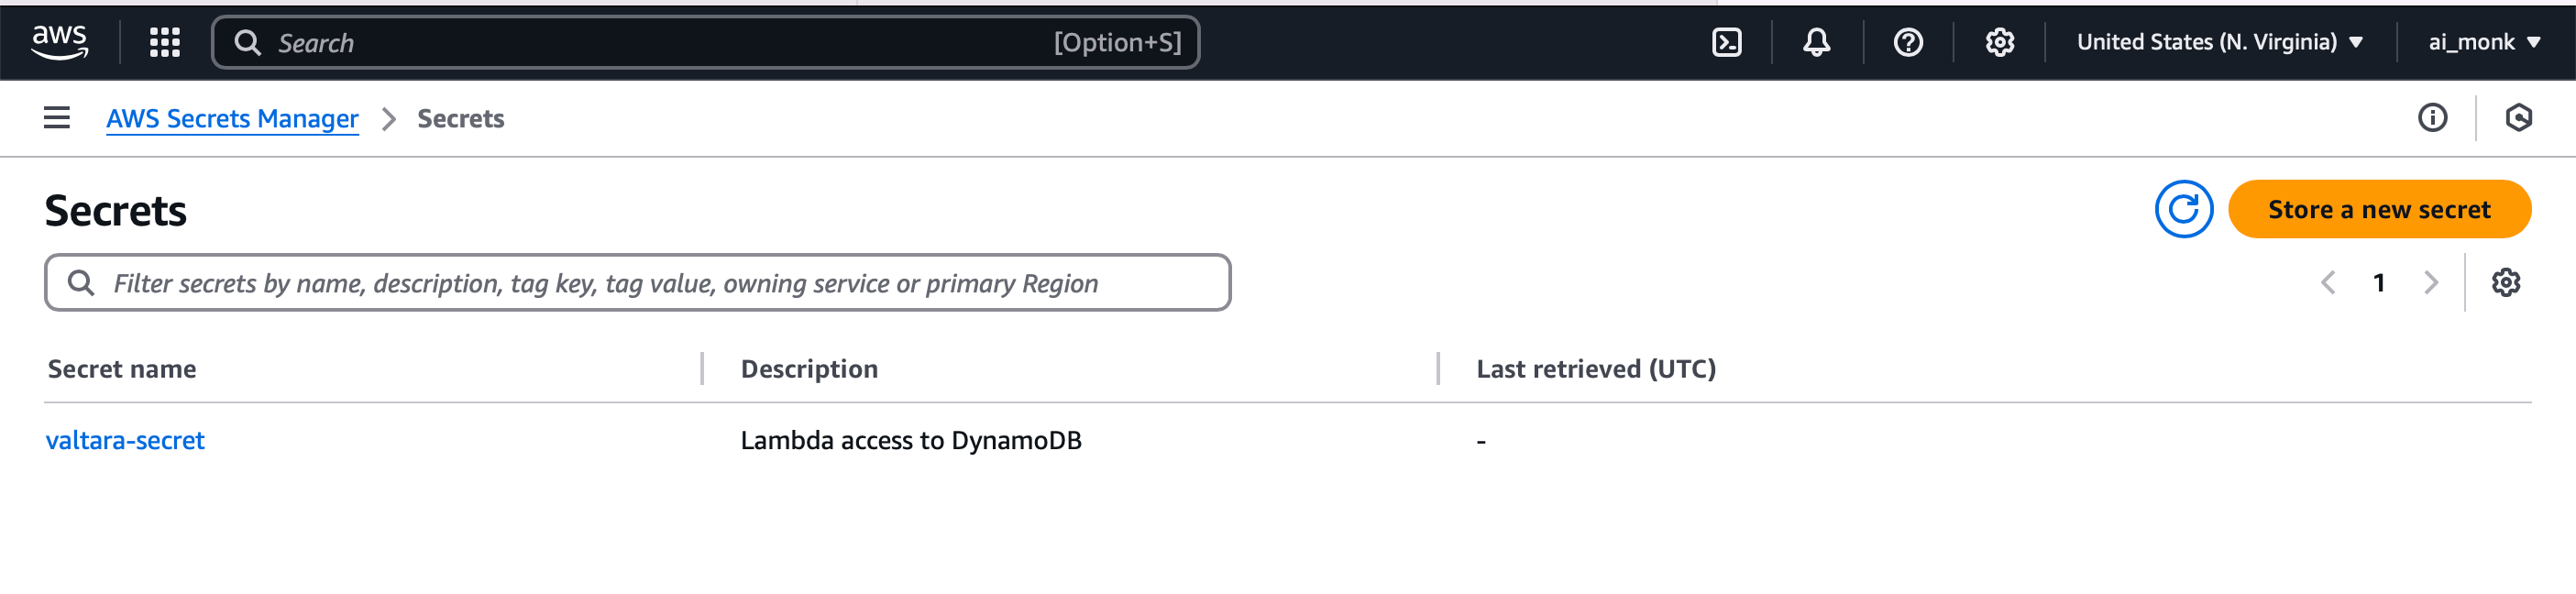 aws Search [Option+S] United States (N. Virginia) ai_monk
AWS Secrets Manager > Secrets
Secrets Store a new secret
Filter secrets by name, description, tag key, tag value, owning service or primary Region 1
Secret name Description Last retrieved (UTC)
valtara-secret Lambda access to DynamoDB -